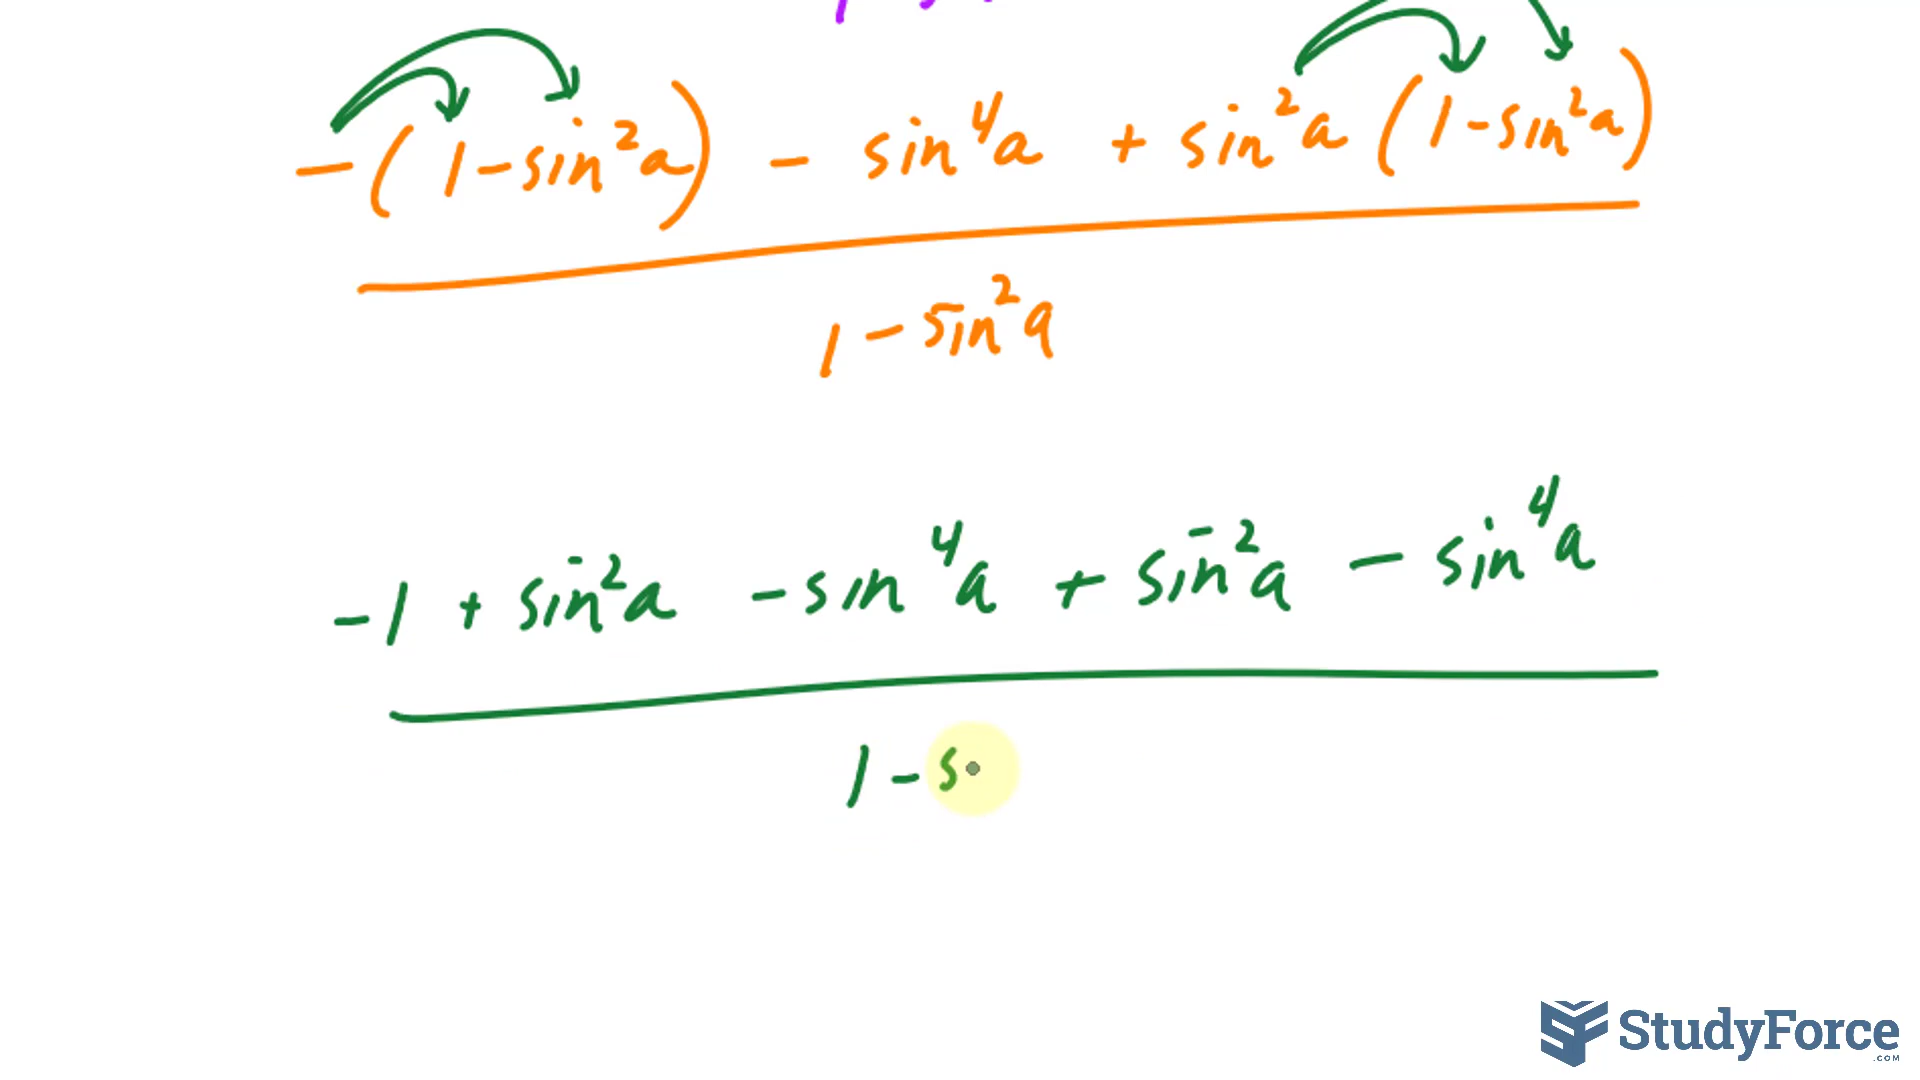 -(1-sin²a) - sin⁴a + sin²a (1-sin²a)
1-sin²a
-1 + sin²a -sin⁴a + sin²a - sin⁴a
1-s
StudyForce
.COM